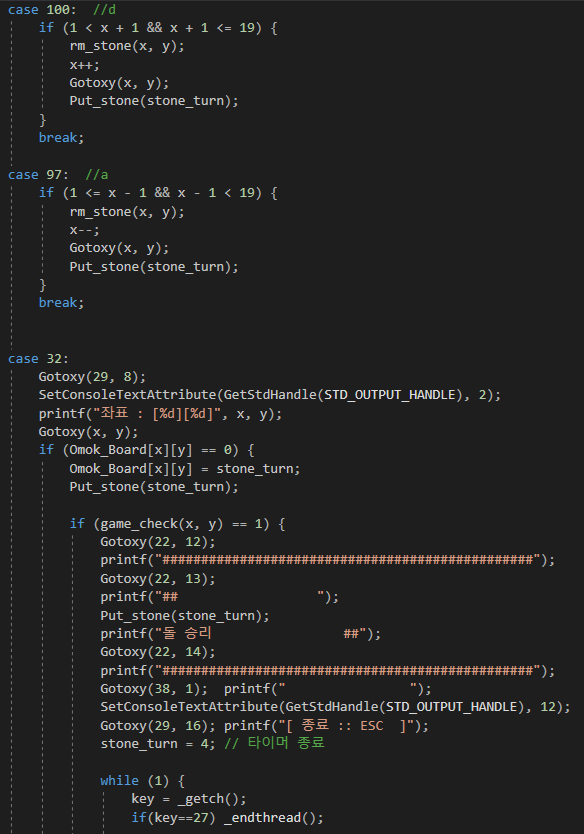 case 100:  //d
    if (1 < x + 1 && x + 1 <= 19) {
        rm_stone(x, y);
        x++;
        Gotoxy(x, y);
        Put_stone(stone_turn);
    }
    break;

case 97:  //a
    if (1 <= x - 1 && x - 1 < 19) {
        rm_stone(x, y);
        x--;
        Gotoxy(x, y);
        Put_stone(stone_turn);
    }
    break;


case 32:
    Gotoxy(29, 8);
    SetConsoleTextAttribute(GetStdHandle(STD_OUTPUT_HANDLE), 2);
    printf("좌표 : [%d][%d]", x, y);
    Gotoxy(x, y);
    if (Omok_Board[x][y] == 0) {
        Omok_Board[x][y] = stone_turn;
        Put_stone(stone_turn);

        if (game_check(x, y) == 1) {
            Gotoxy(22, 12);
            printf("################################################");
            Gotoxy(22, 13);
            printf("##                  ");
            Put_stone(stone_turn);
            printf("돌 승리                 ##");
            Gotoxy(22, 14);
            printf("################################################");
            Gotoxy(38, 1);  printf("                ");
            SetConsoleTextAttribute(GetStdHandle(STD_OUTPUT_HANDLE), 12);
            Gotoxy(29, 16); printf("[ 종료 :: ESC  ]");
            stone_turn = 4; // 타이머 종료

            while (1) {
                key = _getch();
                if(key==27) _endthread();